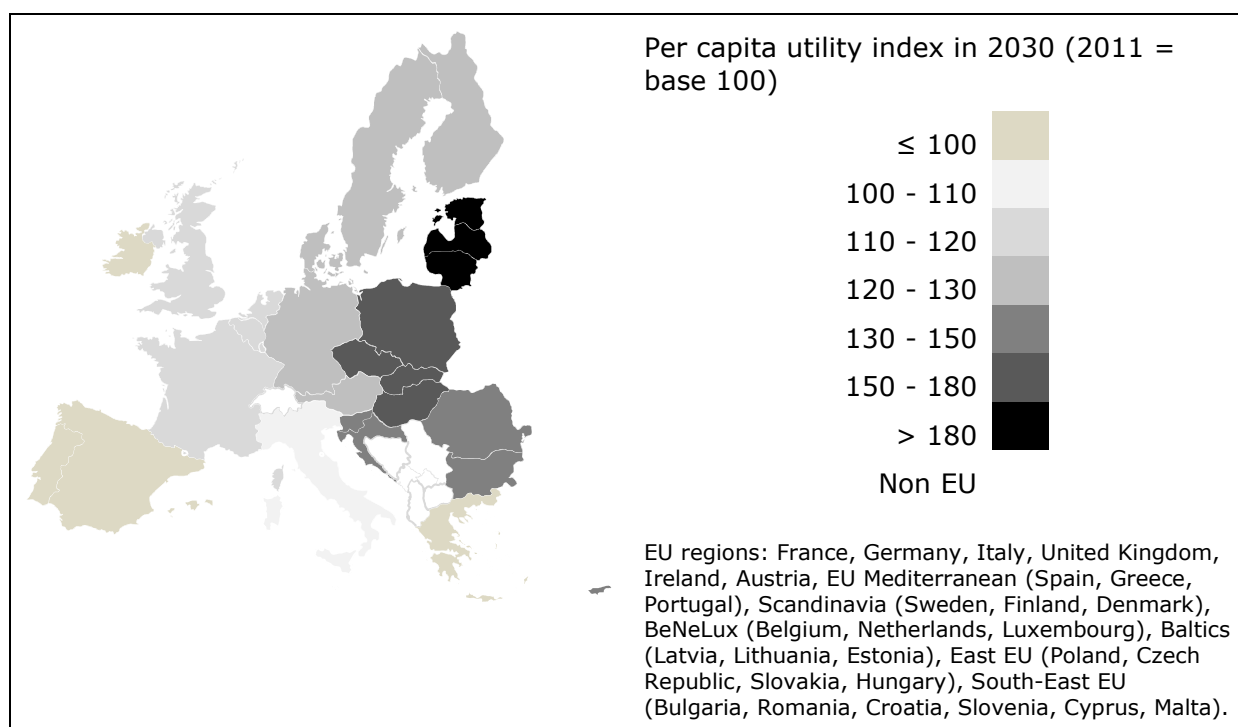 Per capita utility index in 2030 (2011 =
base 100)
≤ 100
100 - 110
110 - 120
120 - 130
130 - 150
150 - 180
> 180
Non EU
EU regions: France, Germany, Italy, United Kingdom,
Ireland, Austria, EU Mediterranean (Spain, Greece,
Portugal), Scandinavia (Sweden, Finland, Denmark),
BeNeLux (Belgium, Netherlands, Luxembourg), Baltics
(Latvia, Lithuania, Estonia), East EU (Poland, Czech
Republic, Slovakia, Hungary), South-East EU
(Bulgaria, Romania, Croatia, Slovenia, Cyprus, Malta).